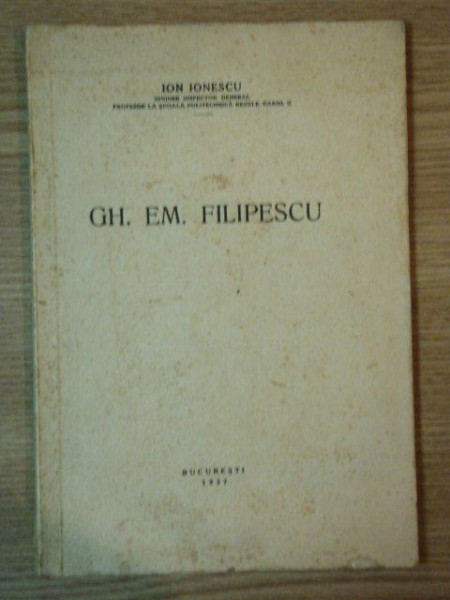 ION IONESCU
INGINER INSPECTOR GENERAL
PROFESOR LA ȘCOALA POLITECHNICĂ REGELE CAROL II
GH. EM. FILIPESCU
BUCUREȘTI
1937